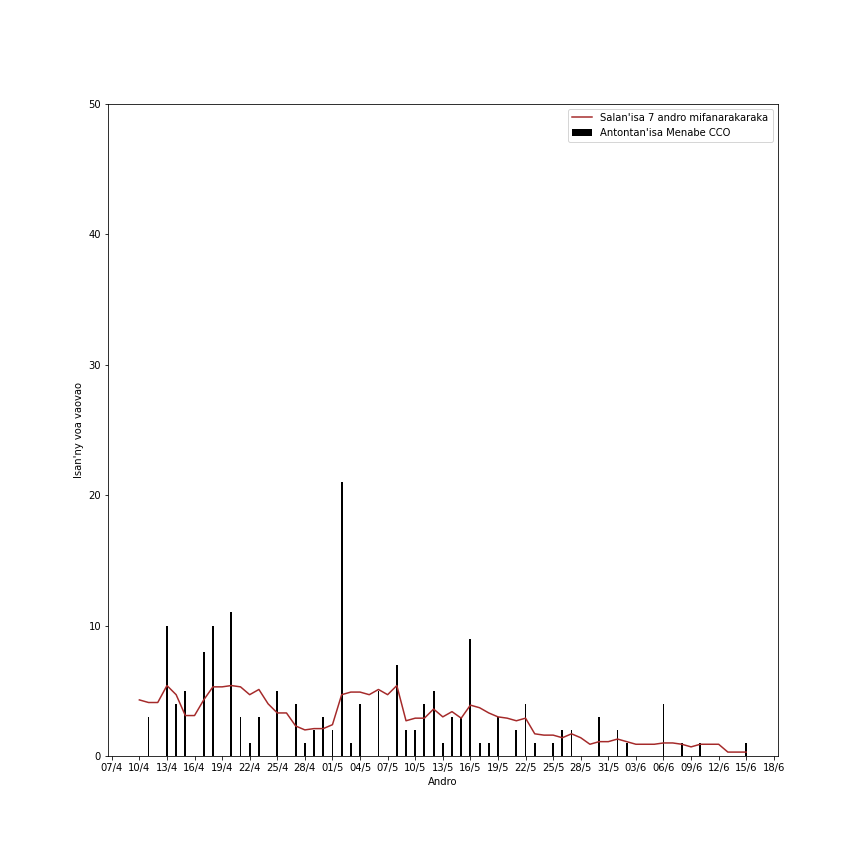 Salan'isa 7 andro mifanarakaraka
Antontan'isa Menabe CCO
Isan'ny voa vaovao
50
40
30
20
10
0
07/4 10/4 13/4 16/4 19/4 22/4 25/4 28/4 01/5 04/5 07/5 10/5 13/5 16/5 19/5 22/5 25/5 28/5 31/5 03/6 06/6 09/6 12/6 15/6 18/6
Andro